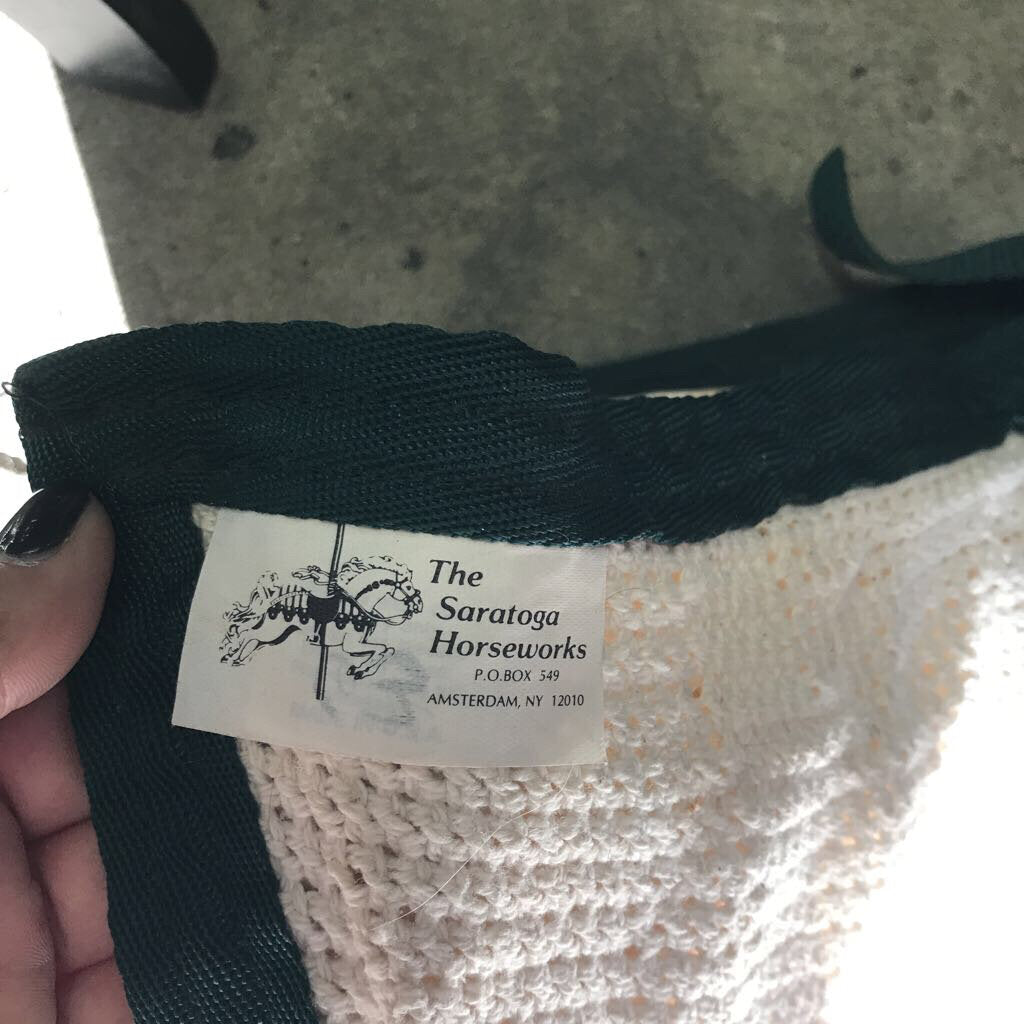 The
Saratoga
Horseworks
P.O.BOX 549
AMSTERDAM, NY 12010